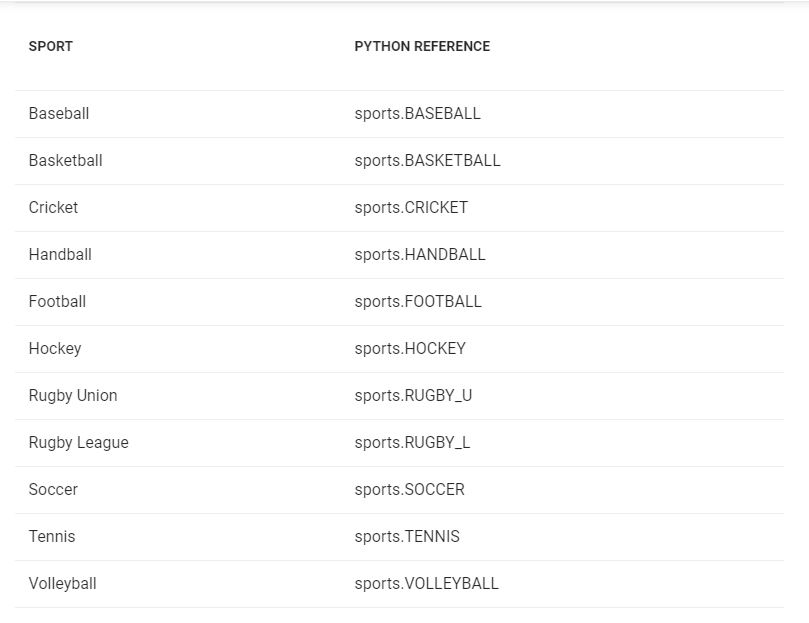 SPORT PYTHON REFERENCE
Baseball sports.BASEBALL
Basketball sports.BASKETBALL
Cricket sports.CRICKET
Handball sports.HANDBALL
Football sports.FOOTBALL
Hockey sports.HOCKEY
Rugby Union sports.RUGBY_U
Rugby League sports.RUGBY_L
Soccer sports.SOCCER
Tennis sports.TENNIS
Volleyball sports.VOLLEYBALL